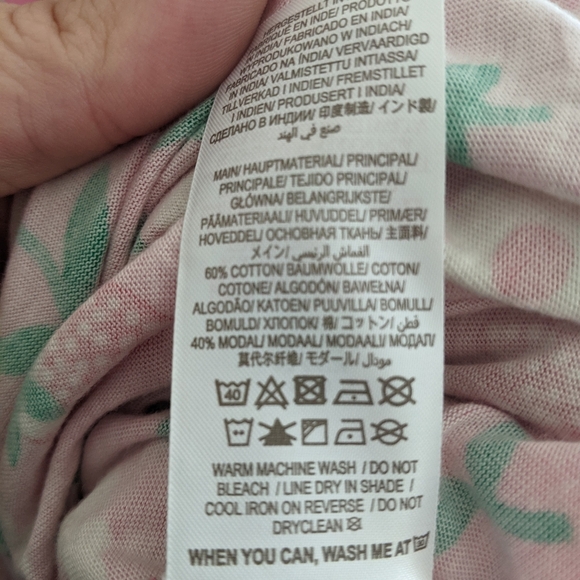 HERGESTELLT IN
FABRIQUÉ EN INDE/ PRODOTTO
IN INDIA/ FABRICADO EN INDIA/
WYPRODUKOWANO W INDIACH/
FABRICADO NA ÍNDIA/ VERVAARDIGD
IN INDIA/ VALMISTETTU INTIASSA/
TILLVERKAD I INDIEN/ FREMSTILLET
I INDIEN/ PRODUSERT I INDIA/
СДЕЛАНО В ИНДИИ/ 印度制造/ インド製/
صنع في الهند
MAIN/ HAUPTMATERIAL/ PRINCIPAL/
PRINCIPALE/ TEJIDO PRINCIPAL/
GŁÓWNA/ BELANGRIJKSTE/
PÄÄMATERIAALI/ HUVUDDEL/ PRIMÆR/
HOVEDDEL/ ОСНОВНАЯ ТКАНЬ/ 主面料/
メイン/ القماش الرئيسي
60% COTTON/ BAUMWOLLE/ COTON/
COTONE/ ALGODÓN/ BAWEŁNA/
ALGODÃO/ KATOEN/ PUUVILLA/ BOMULL/
BOMULD/ ХЛОПОК/ 棉/ コットン/ قطن
40% MODAL/ MODAAL/ MODAALI/ МОДАЛ/
莫代尔纤维/ モダール/ مودال
40
WARM MACHINE WASH / DO NOT
BLEACH / LINE DRY IN SHADE /
COOL IRON ON REVERSE / DO NOT
DRYCLEAN
WHEN YOU CAN, WASH ME AT